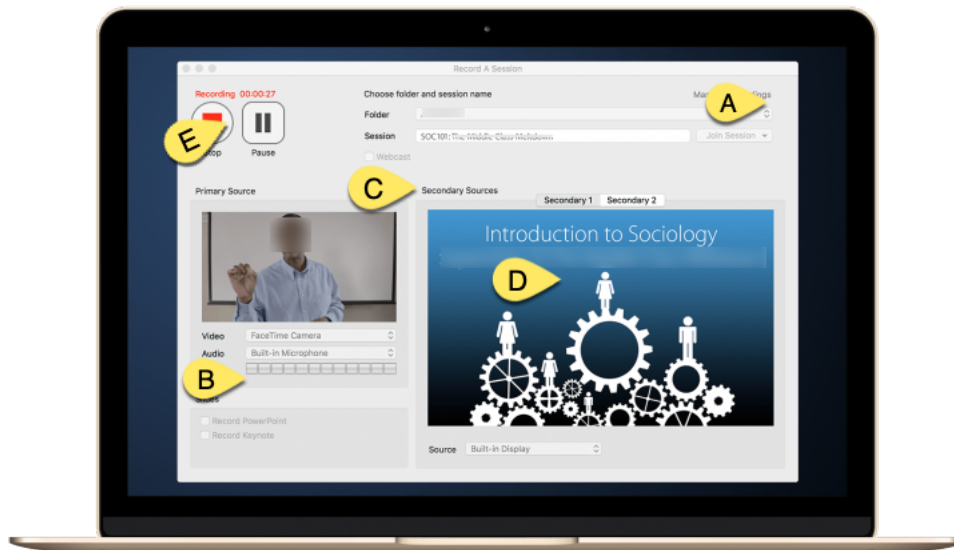 Record A Session
Recording 00:00:27
Choose folder and session name
A
Folder
E
Session
SOC101: The Middle Class Meltdown
Join Session
Pause
Webcast
C
Primary Source
Secondary Sources
Secondary 1
Secondary 2
Introduction to Sociology
D
Video
FaceTime Camera
Audio
Built-in Microphone
B
Record PowerPoint
Record Keynote
Source
Built-in Display